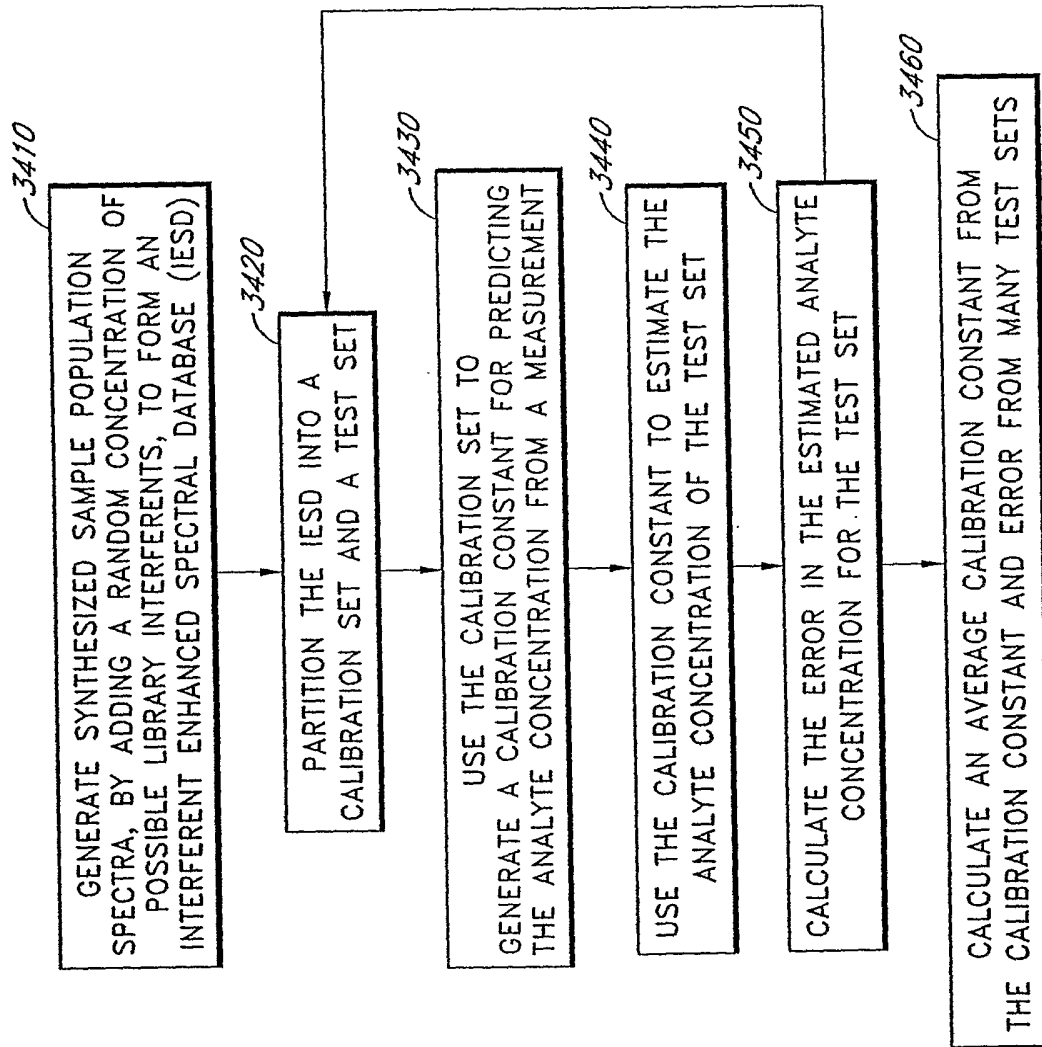 3410
GENERATE SYNTHESIZED SAMPLE POPULATION
SPECTRA, BY ADDING A RANDOM CONCENTRATION OF
POSSIBLE LIBRARY INTERFERENTS, TO FORM AN
INTERFERENT ENHANCED SPECTRAL DATABASE (IESD)
3420
PARTITION THE IESD INTO A
CALIBRATION SET AND A TEST SET
3430
USE THE CALIBRATION SET TO
GENERATE A CALIBRATION CONSTANT FOR PREDICTING
THE ANALYTE CONCENTRATION FROM A MEASUREMENT
3440
USE THE CALIBRATION CONSTANT TO ESTIMATE THE
ANALYTE CONCENTRATION OF THE TEST SET
3450
CALCULATE THE ERROR IN THE ESTIMATED ANALYTE
CONCENTRATION FOR THE TEST SET
3460
CALCULATE AN AVERAGE CALIBRATION CONSTANT FROM
THE CALIBRATION CONSTANT AND ERROR FROM MANY TEST SETS